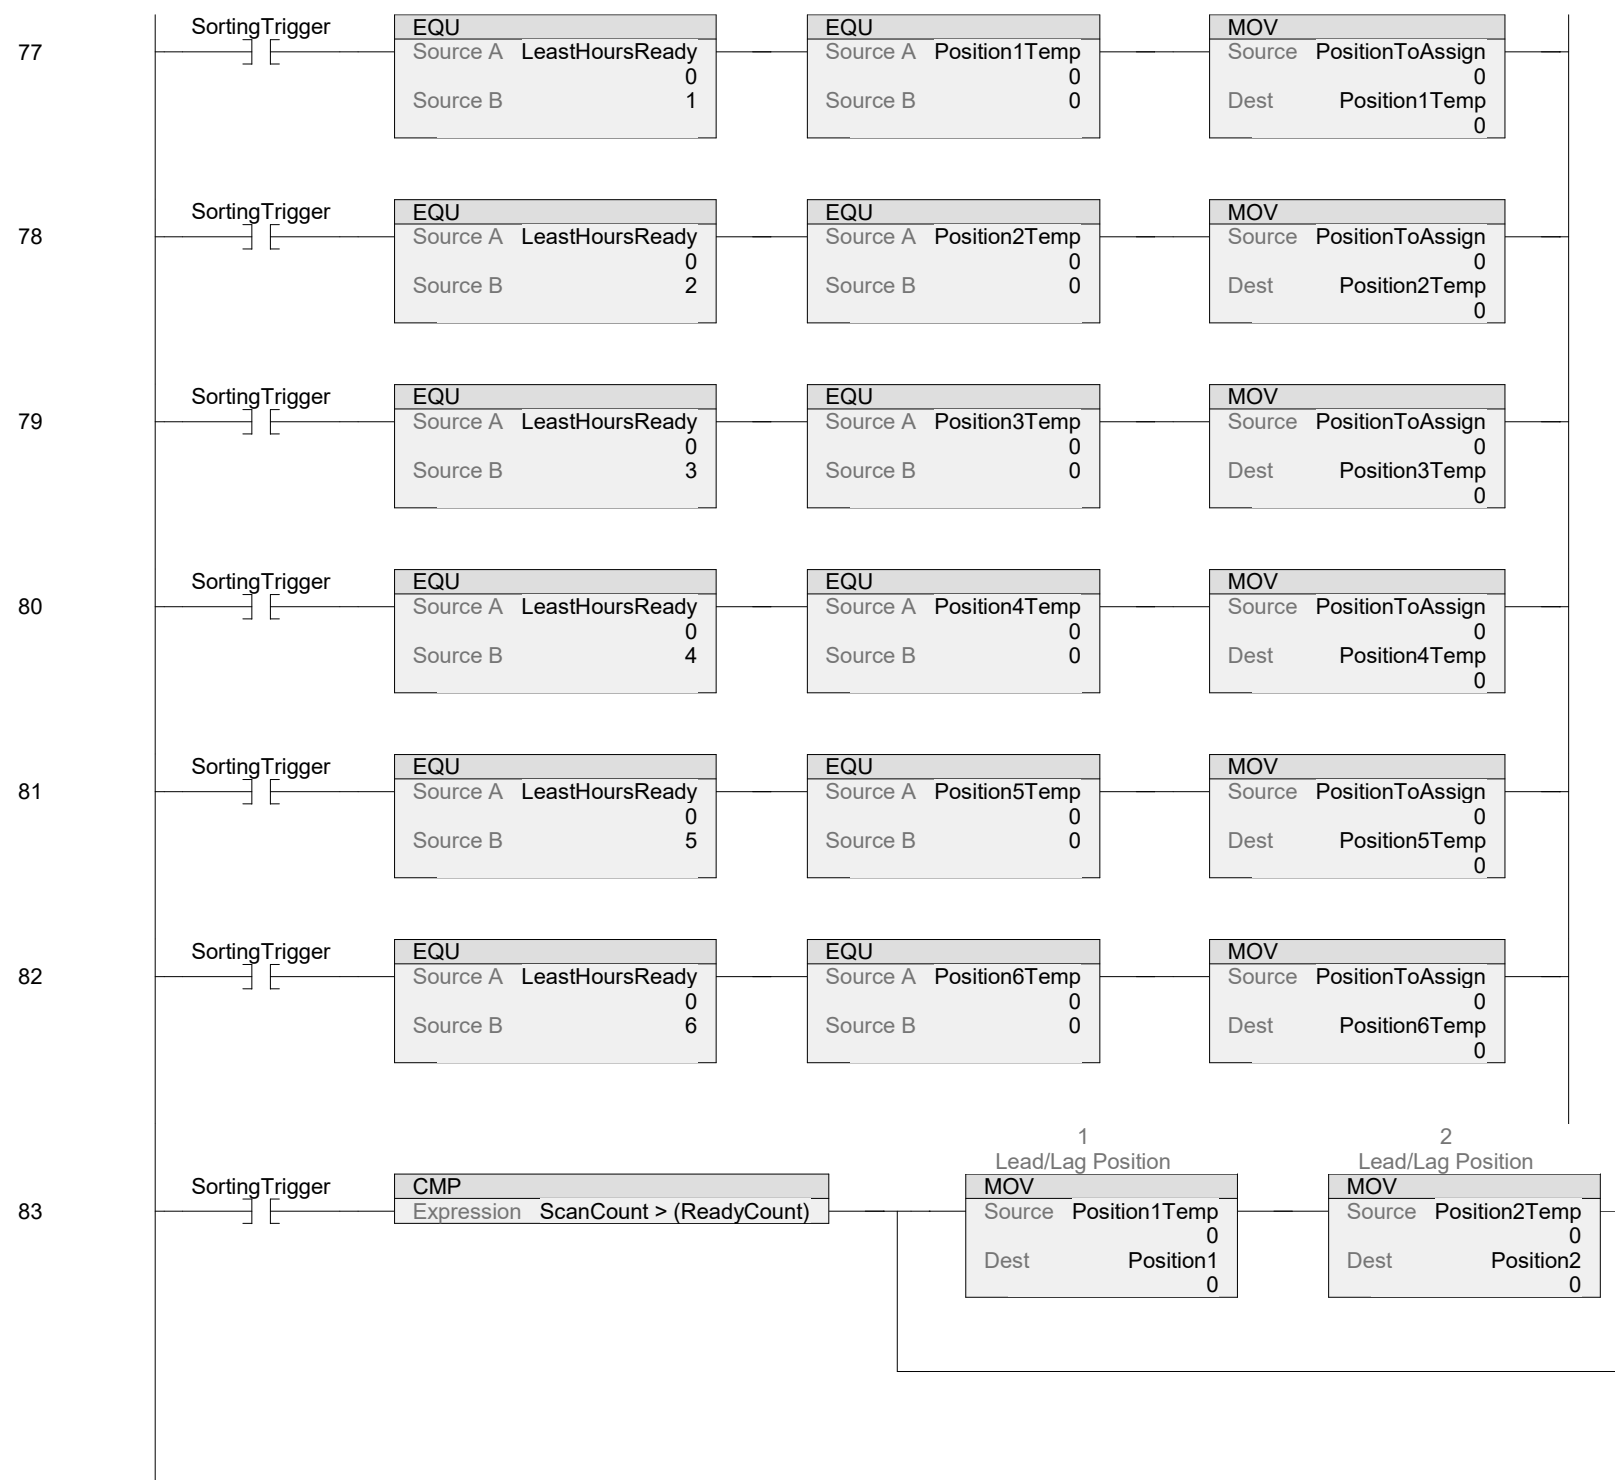 77
SortingTrigger
EQU
Source A LeastHoursReady
0
Source B 1
EQU
Source A Position1Temp
0
Source B 0
MOV
Source PositionToAssign
0
Dest Position1Temp
0
78
SortingTrigger
EQU
Source A LeastHoursReady
0
Source B 2
EQU
Source A Position2Temp
0
Source B 0
MOV
Source PositionToAssign
0
Dest Position2Temp
0
79
SortingTrigger
EQU
Source A LeastHoursReady
0
Source B 3
EQU
Source A Position3Temp
0
Source B 0
MOV
Source PositionToAssign
0
Dest Position3Temp
0
80
SortingTrigger
EQU
Source A LeastHoursReady
0
Source B 4
EQU
Source A Position4Temp
0
Source B 0
MOV
Source PositionToAssign
0
Dest Position4Temp
0
81
SortingTrigger
EQU
Source A LeastHoursReady
0
Source B 5
EQU
Source A Position5Temp
0
Source B 0
MOV
Source PositionToAssign
0
Dest Position5Temp
0
82
SortingTrigger
EQU
Source A LeastHoursReady
0
Source B 6
EQU
Source A Position6Temp
0
Source B 0
MOV
Source PositionToAssign
0
Dest Position6Temp
0
83
SortingTrigger
CMP
Expression ScanCount > (ReadyCount)
1
Lead/Lag Position
MOV
Source Position1Temp
0
Dest Position1
0
2
Lead/Lag Position
MOV
Source Position2Temp
0
Dest Position2
0